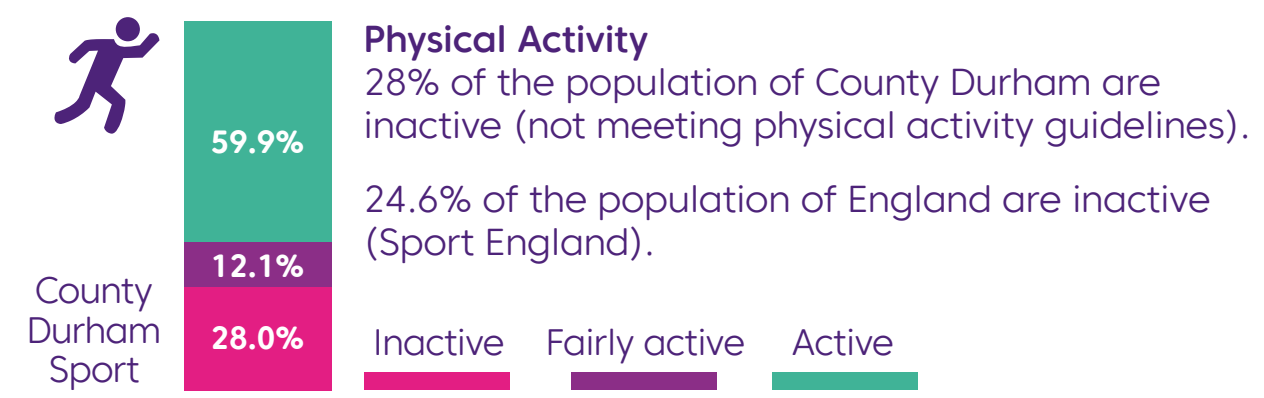 Physical Activity
28% of the population of County Durham are
inactive (not meeting physical activity guidelines).
24.6% of the population of England are inactive
(Sport England).
59.9%
12.1%
28.0%
County
Durham
Sport
Inactive
Fairly active
Active